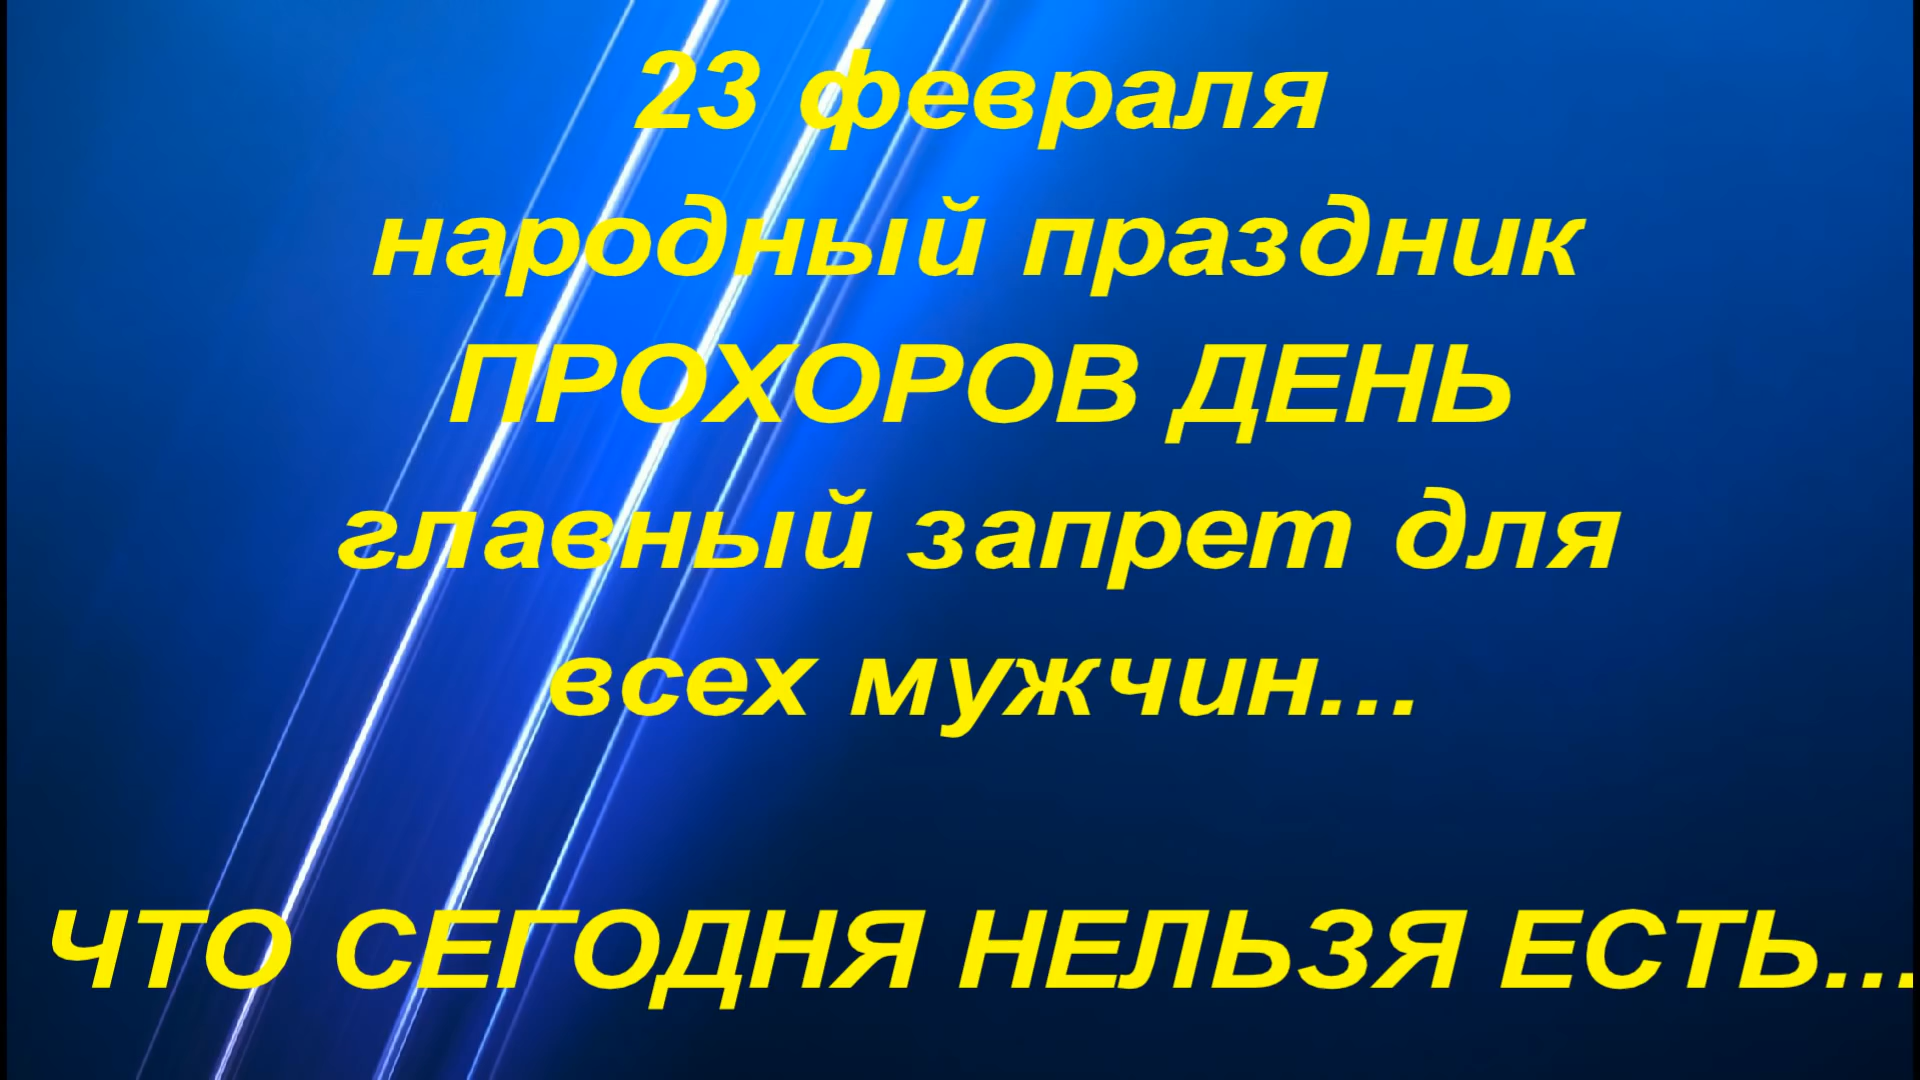 23 февраля
народный праздник
ПРОХОРОВ ДЕНЬ
главный запрет для
всех мужчин...
ЧТО СЕГОДНЯ НЕЛЬЗЯ ЕСТЬ...